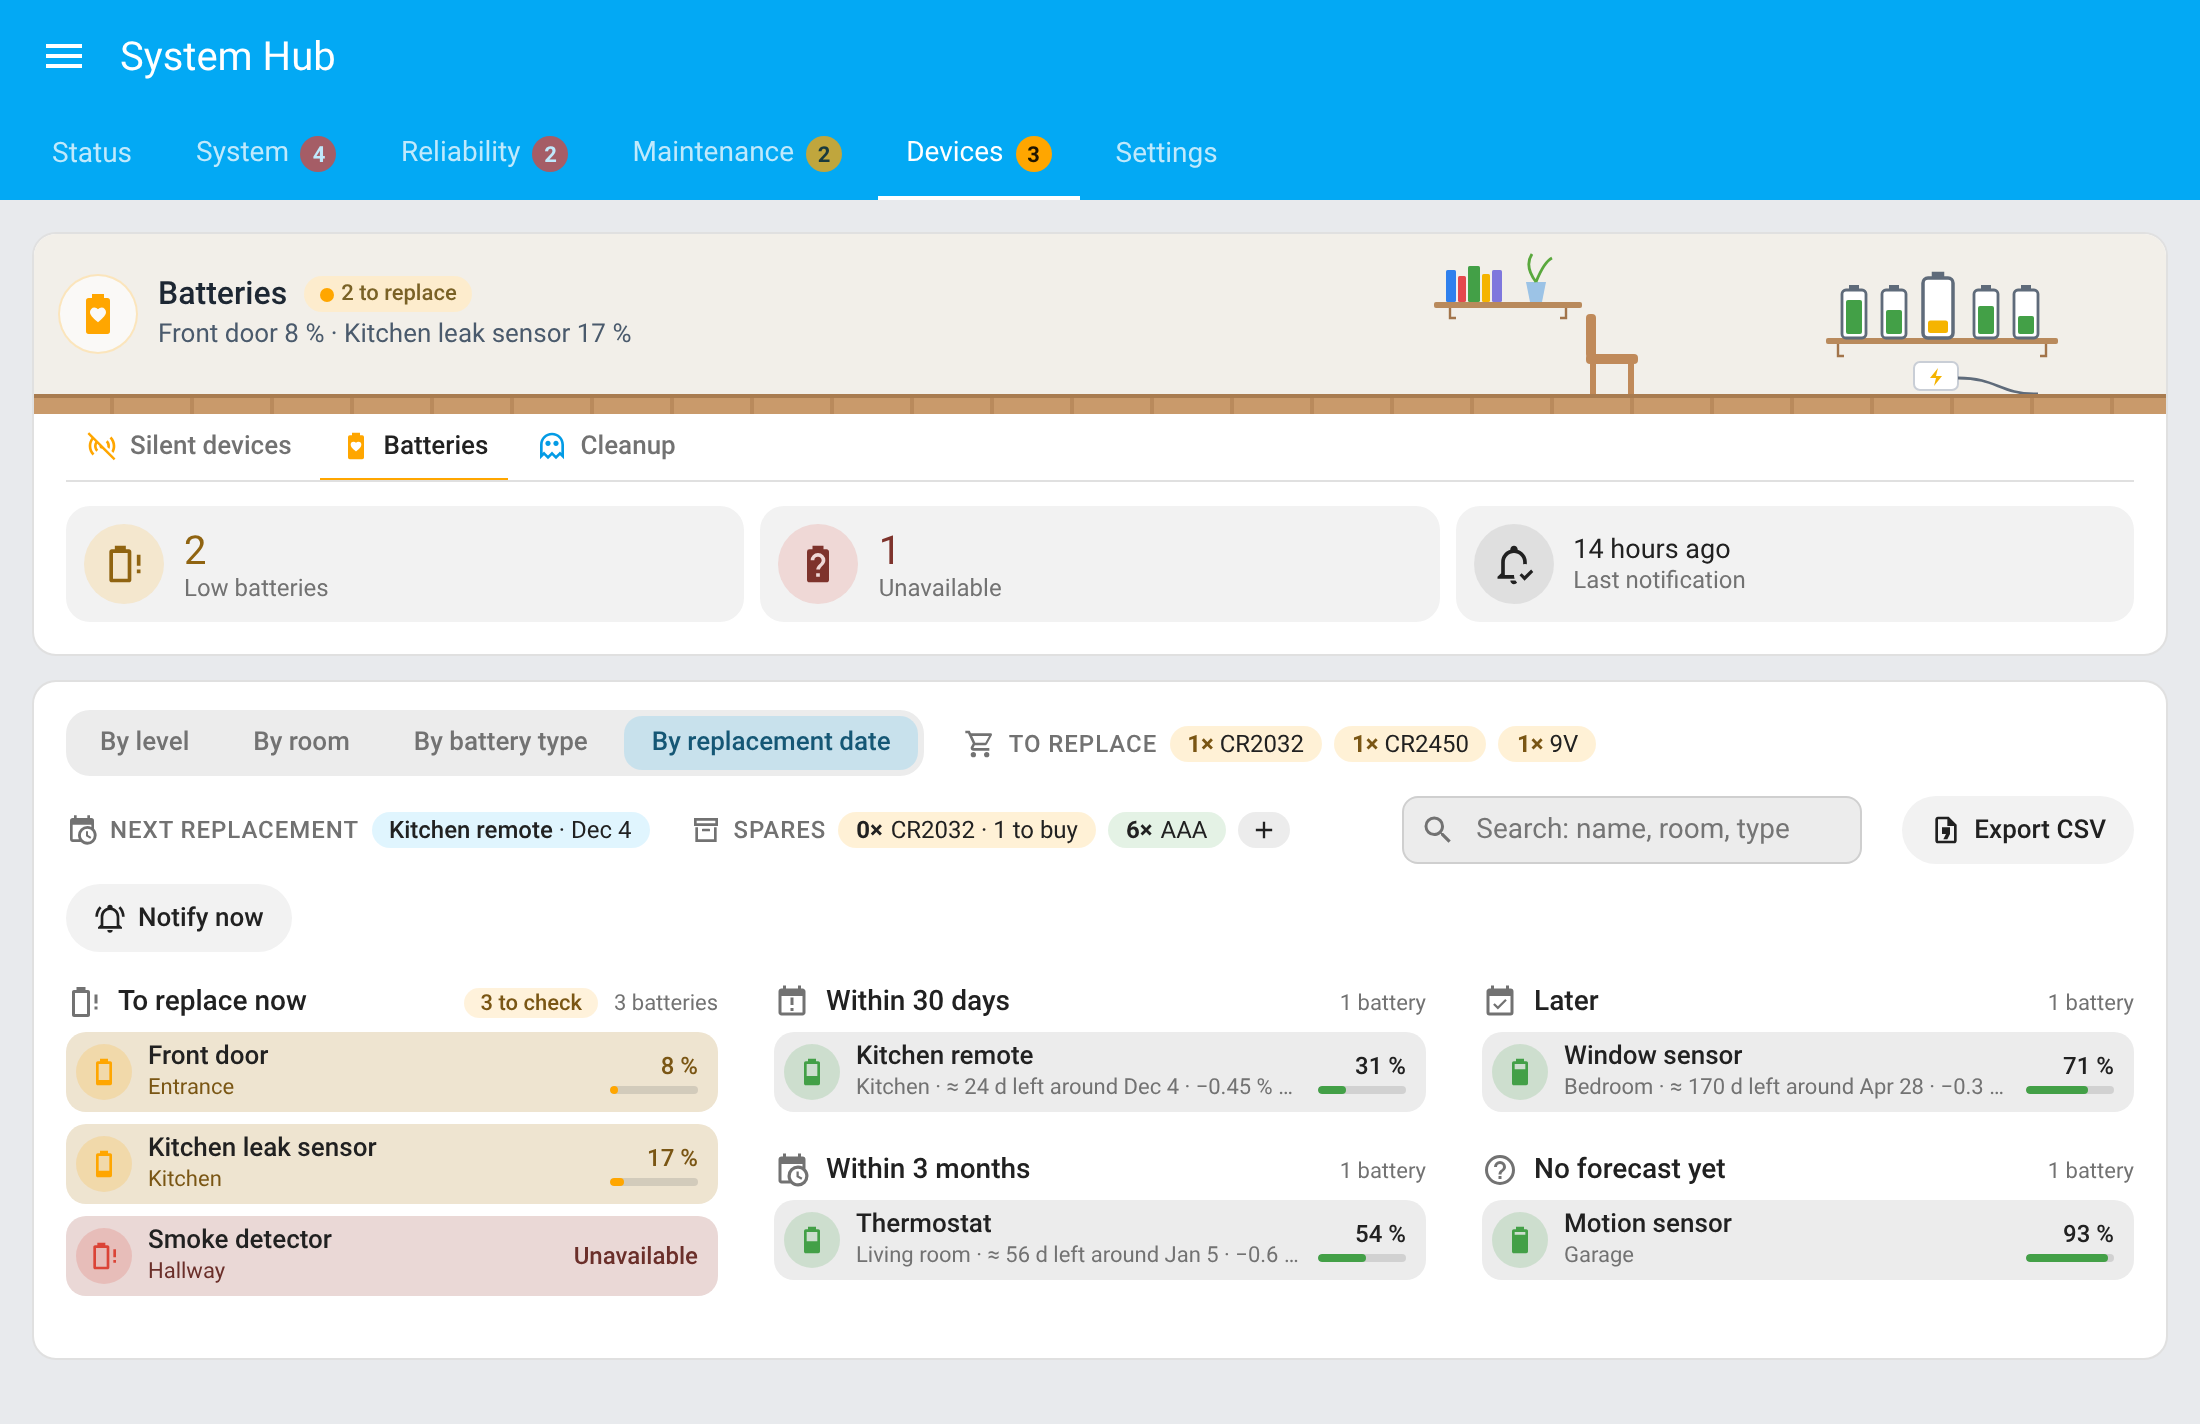 System Hub
Status
System 4
Reliability 2
Maintenance 2
Devices 3
Settings
Batteries
2 to replace
Front door 8 % · Kitchen leak sensor 17 %
Silent devices
Batteries
Cleanup
2
Low batteries
1
Unavailable
14 hours ago
Last notification
By level
By room
By battery type
By replacement date
TO REPLACE
1× CR2032
1× CR2450
1× 9V
NEXT REPLACEMENT
Kitchen remote · Dec 4
SPARES
0× CR2032 · 1 to buy
6× AAA
+
Search: name, room, type
Export CSV
Notify now
To replace now
3 to check
3 batteries
Front door
Entrance
8 %
Kitchen leak sensor
Kitchen
17 %
Smoke detector
Hallway
Unavailable
Within 30 days
1 battery
Kitchen remote
Kitchen · ≈ 24 d left around Dec 4 · −0.45 % ...
31 %
Within 3 months
1 battery
Thermostat
Living room · ≈ 56 d left around Jan 5 · −0.6 ...
54 %
Later
1 battery
Window sensor
Bedroom · ≈ 170 d left around Apr 28 · −0.3 ...
71 %
No forecast yet
1 battery
Motion sensor
Garage
93 %